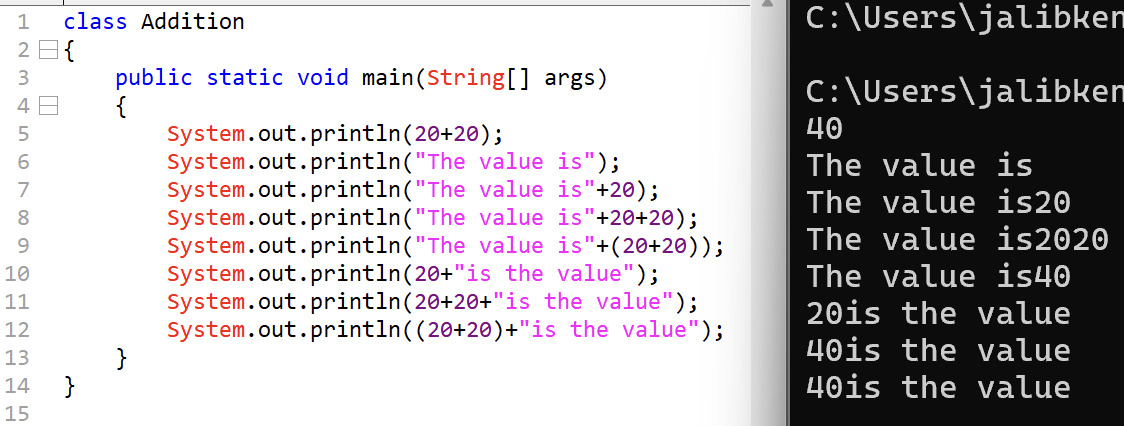 1 class Addition
2 {
3     public static void main(String[] args)
4     {
5         System.out.println(20+20);
6         System.out.println("The value is");
7         System.out.println("The value is"+20);
8         System.out.println("The value is"+20+20);
9         System.out.println("The value is"+(20+20));
10         System.out.println(20+"is the value");
11         System.out.println(20+20+"is the value");
12         System.out.println((20+20)+"is the value");
13     }
14 }
15
C:\Users\jalibken
C:\Users\jalibken
40
The value is
The value is20
The value is2020
The value is40
20is the value
40is the value
40is the value